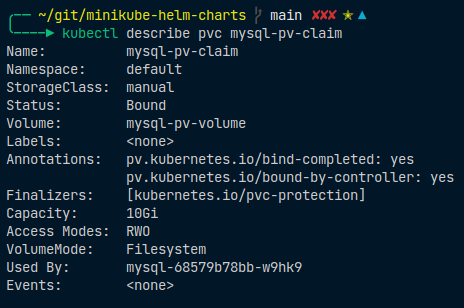 ~/git/minikube-helm-charts main ✘✘✘ ★ ▲
kubectl describe pvc mysql-pv-claim
Name: mysql-pv-claim
Namespace: default
StorageClass: manual
Status: Bound
Volume: mysql-pv-volume
Labels: <none>
Annotations: pv.kubernetes.io/bind-completed: yes
pv.kubernetes.io/bound-by-controller: yes
Finalizers: [kubernetes.io/pvc-protection]
Capacity: 10Gi
Access Modes: RWO
VolumeMode: Filesystem
Used By: mysql-68579b78bb-w9hk9
Events: <none>